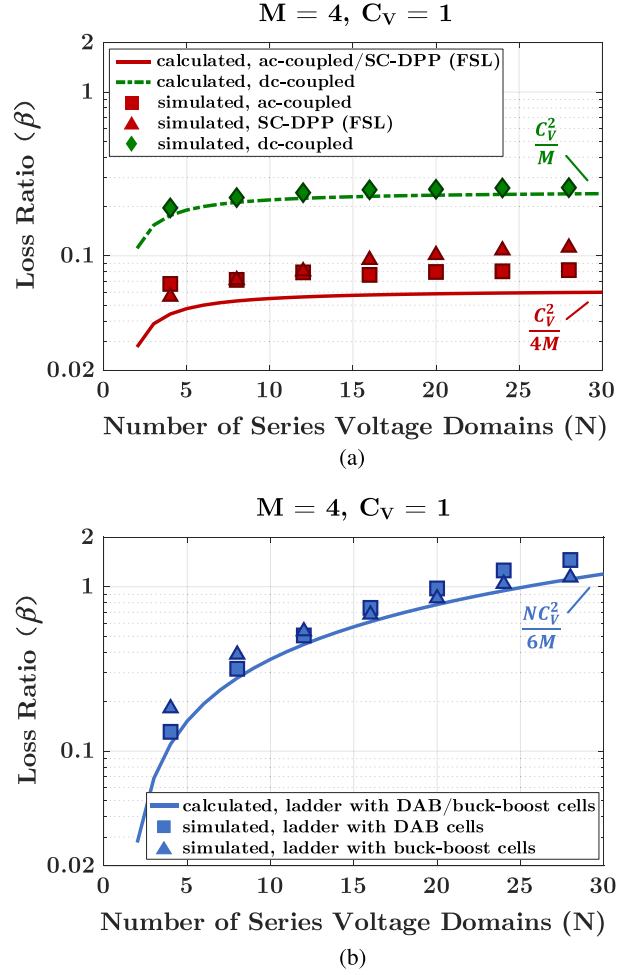 M = 4, C_V = 1
2
1
0.1
0.02
Loss Ratio (β)
calculated, ac-coupled/SC-DPP (FSL)
calculated, dc-coupled
simulated, ac-coupled
simulated, SC-DPP (FSL)
simulated, dc-coupled
C_V^2/M
C_V^2/4M
0 5 10 15 20 25 30
Number of Series Voltage Domains (N)
(a)
M = 4, C_V = 1
2
1
0.1
0.02
Loss Ratio (β)
NC_V^2/6M
calculated, ladder with DAB/buck-boost cells
simulated, ladder with DAB cells
simulated, ladder with buck-boost cells
0 5 10 15 20 25 30
Number of Series Voltage Domains (N)
(b)